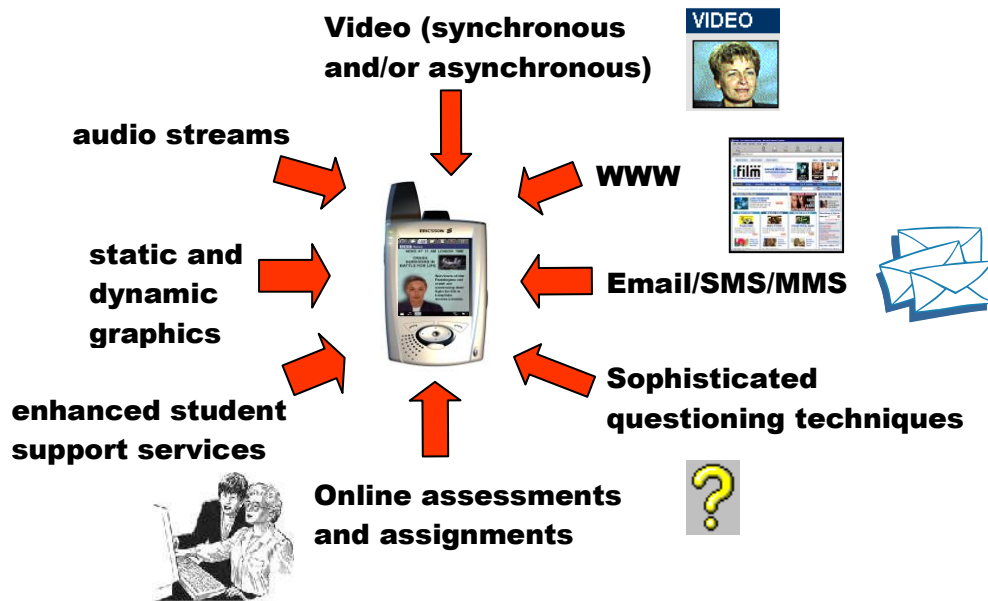 Video (synchronous
and/or asynchronous)
VIDEO
audio streams
WWW
ifilm
static and
dynamic
graphics
ERICSSON
Email/SMS/MMS
enhanced student
support services
Sophisticated
questioning techniques
Online assessments
and assignments
?